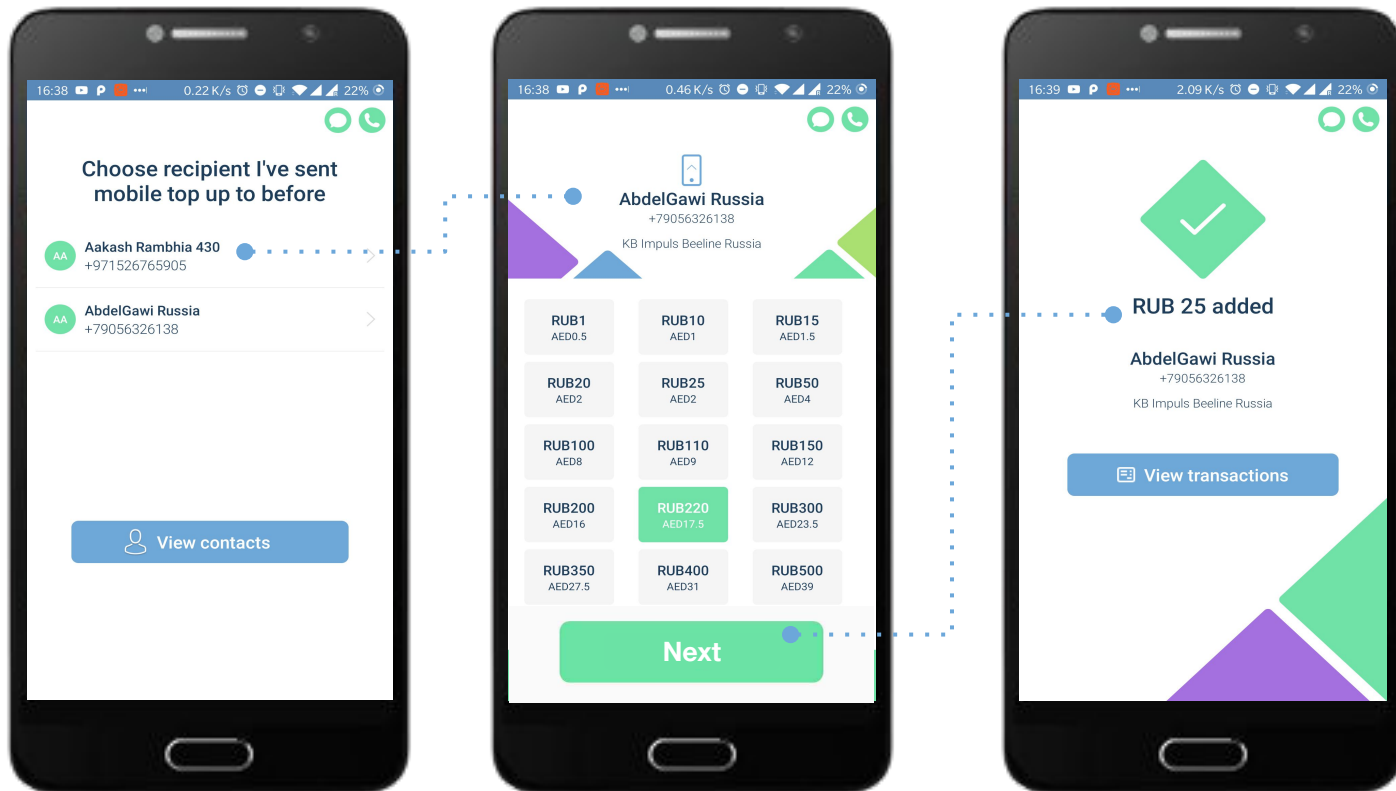 16:38 ... 0.22 K/s 22%
Choose recipient I've sent
mobile top up to before
AA
Aakash Rambhia 430
+971526765905
AA
AbdelGawi Russia
+79056326138
View contacts
16:38 ... 0.46 K/s 22%
AbdelGawi Russia
+79056326138
KB Impuls Beeline Russia
RUB1 RUB10 RUB15
AED0.5 AED1 AED1.5
RUB20 RUB25 RUB50
AED2 AED2 AED4
RUB100 RUB110 RUB150
AED8 AED9 AED12
RUB200 RUB220 RUB300
AED16 AED17.5 AED23.5
RUB350 RUB400 RUB500
AED27.5 AED31 AED39
Next
16:39 ... 2.09 K/s 22%
RUB 25 added
AbdelGawi Russia
+79056326138
KB Impuls Beeline Russia
View transactions